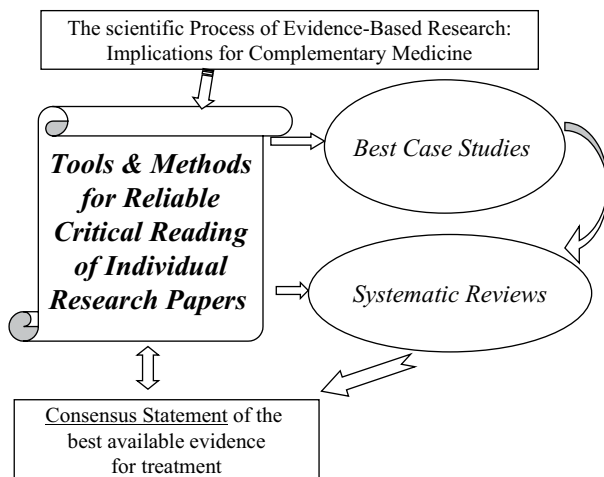 The scientific Process of Evidence-Based Research:
Implications for Complementary Medicine
Tools & Methods
for Reliable
Critical Reading
of Individual
Research Papers
Best Case Studies
Systematic Reviews
Consensus Statement of the
best available evidence
for treatment